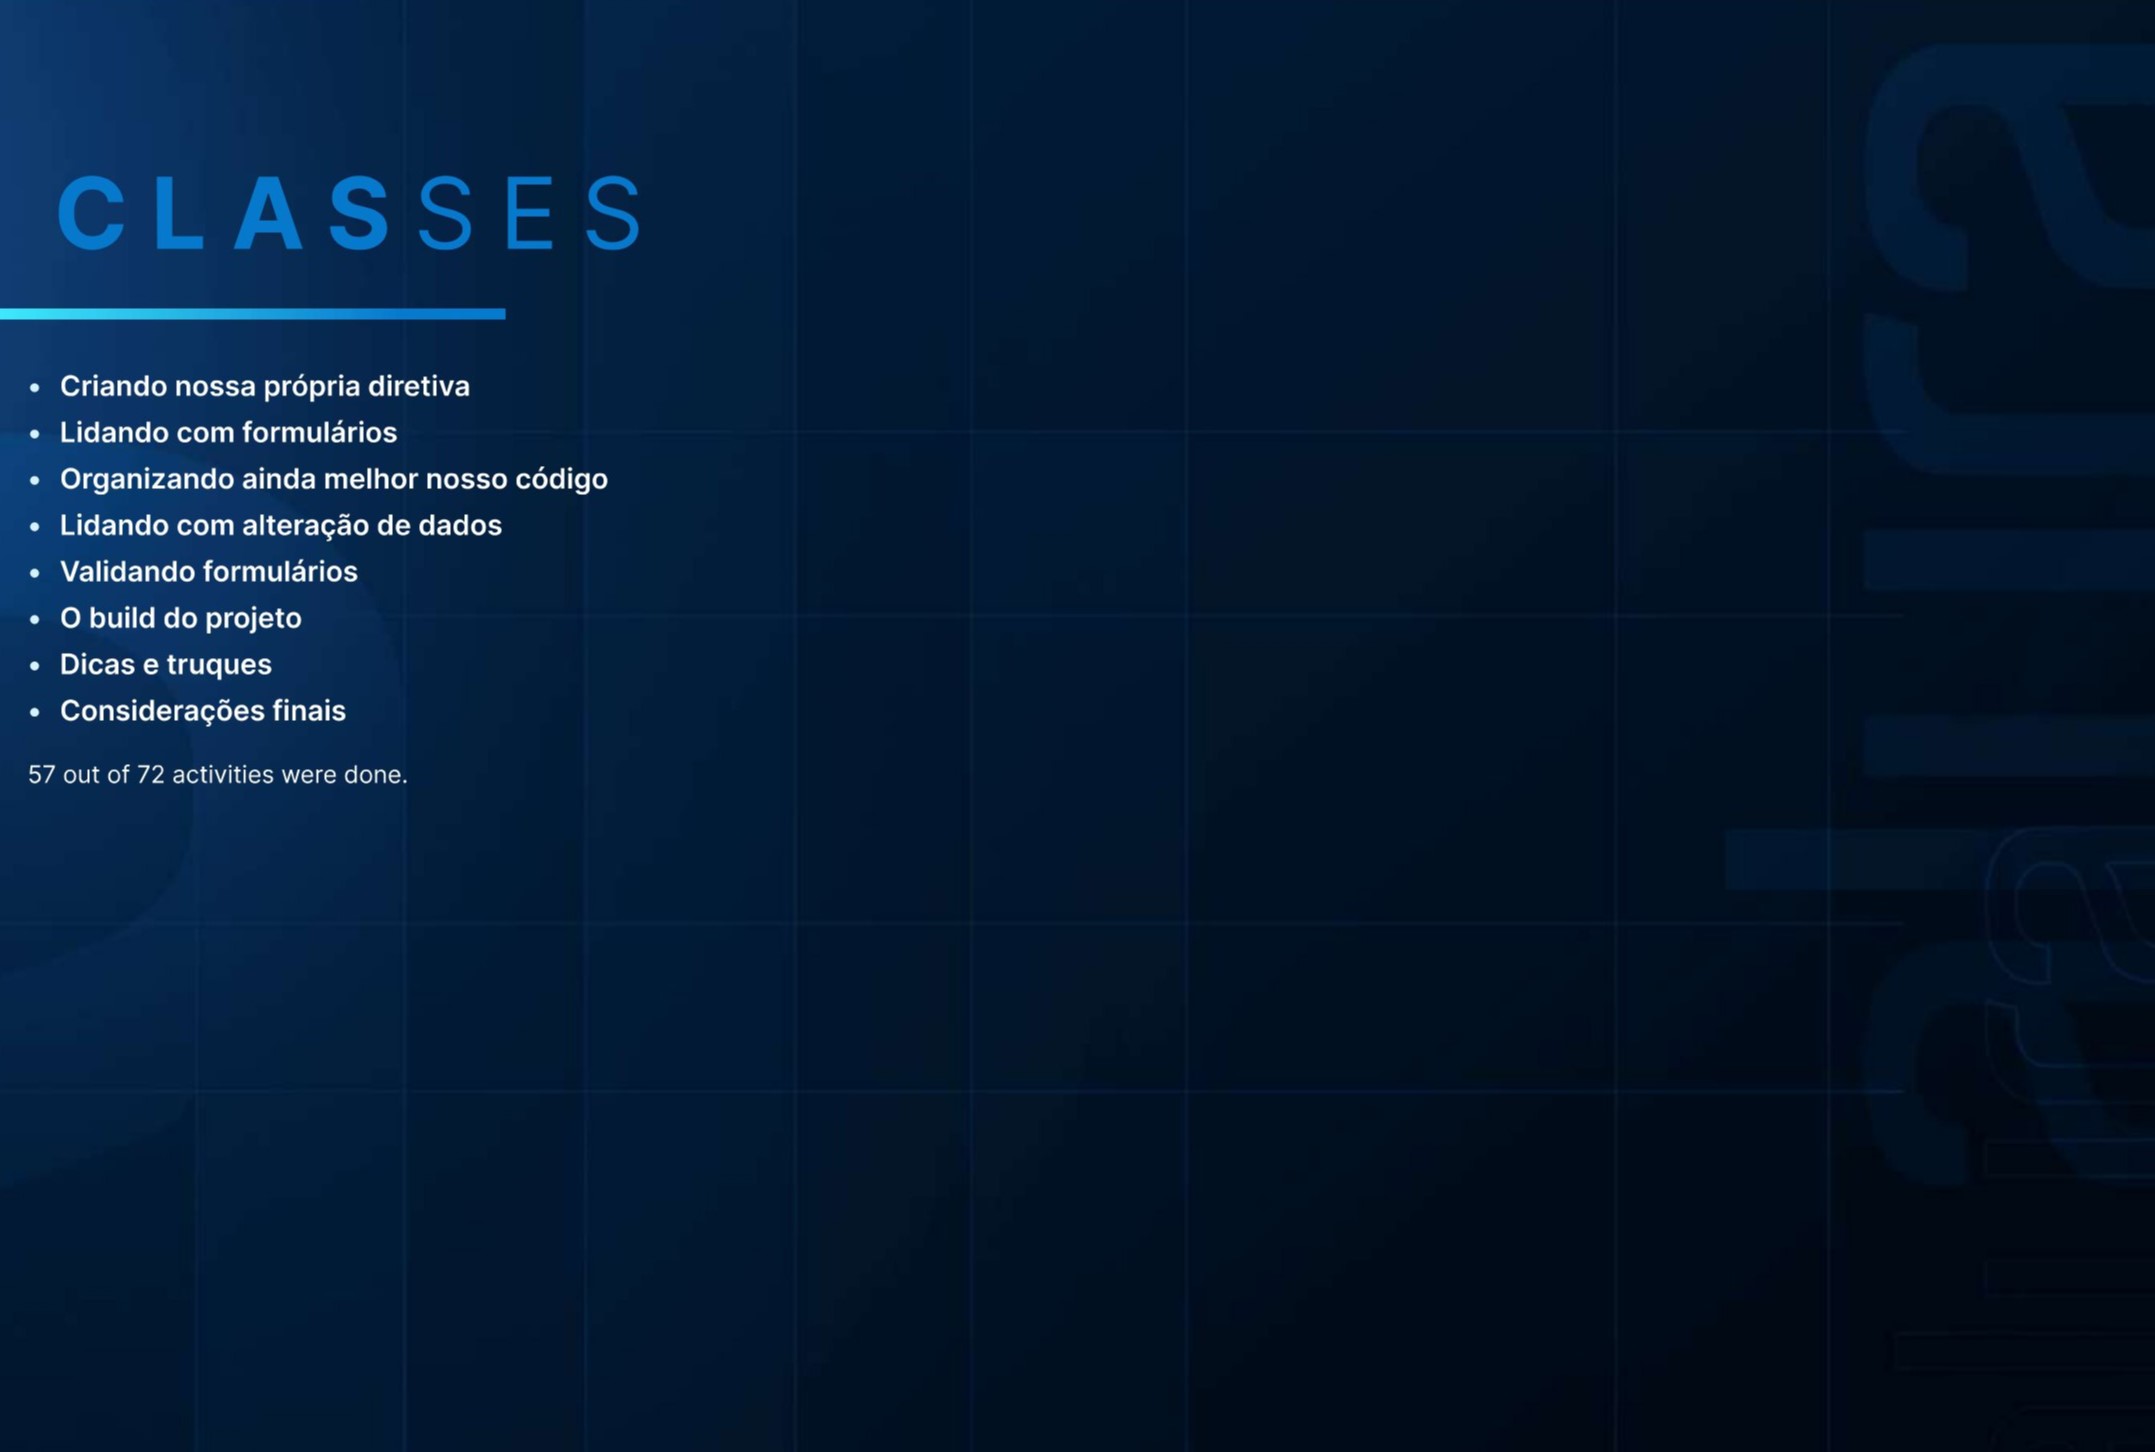 CLASSES
• Criando nossa própria diretiva
• Lidando com formulários
• Organizando ainda melhor nosso código
• Lidando com alteração de dados
• Validando formulários
• O build do projeto
• Dicas e truques
• Considerações finais
57 out of 72 activities were done.